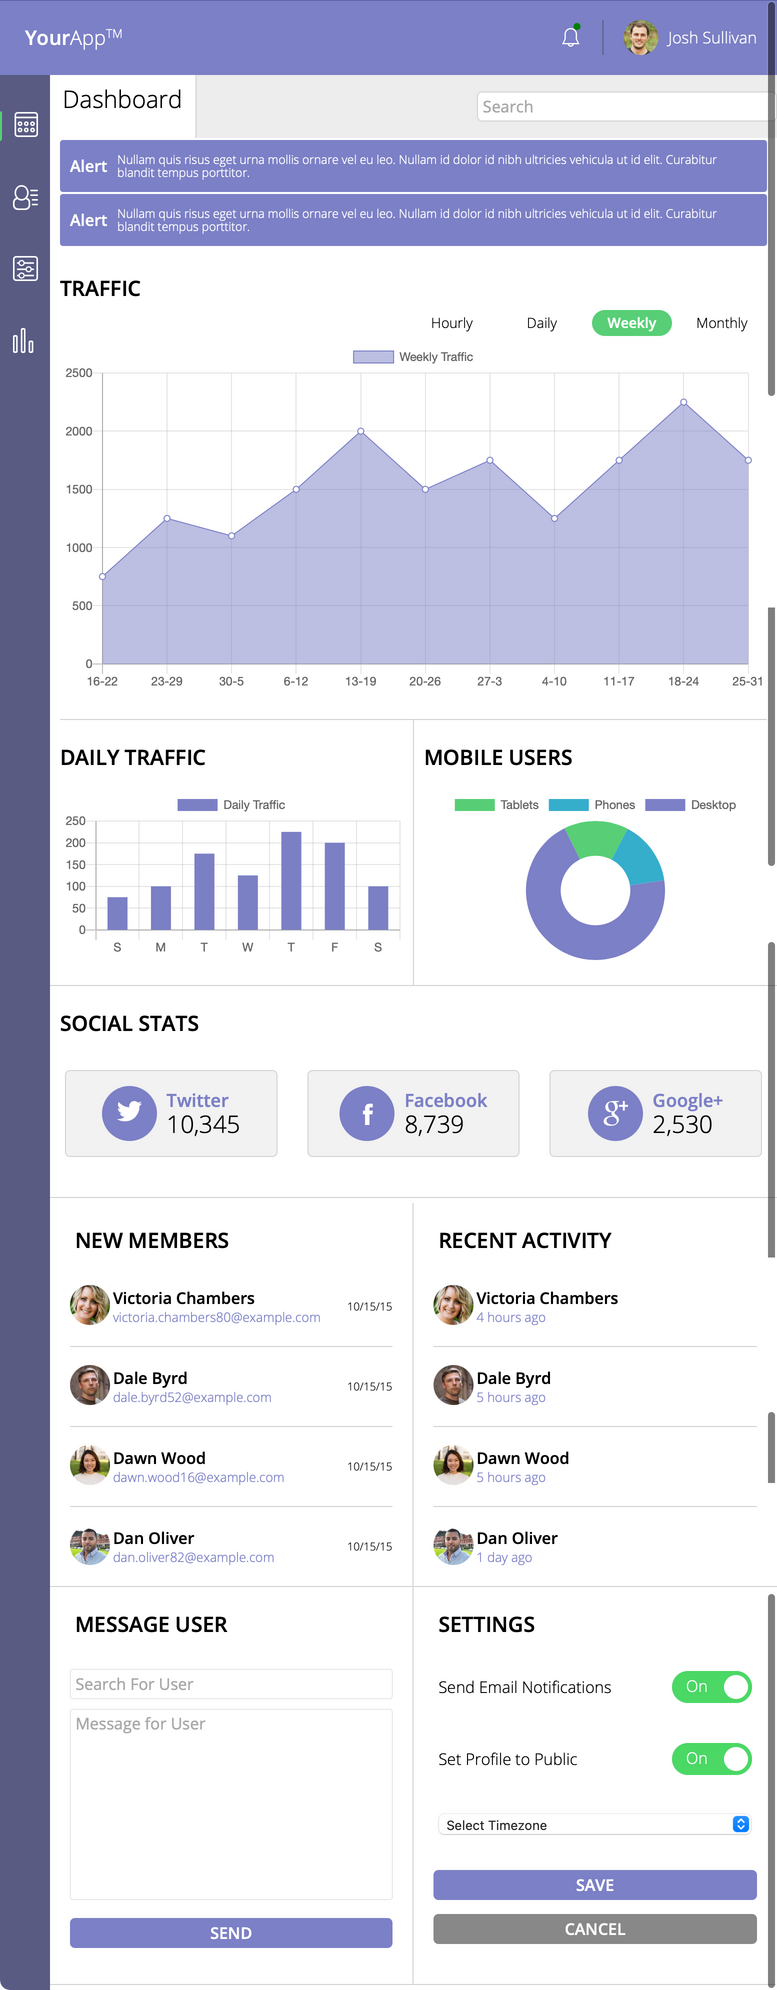 YourApp™
Josh Sullivan
Dashboard
Search
Alert
Nullam quis risus eget urna mollis ornare vel eu leo. Nullam id dolor id nibh ultricies vehicula ut id elit. Curabitur
blandit tempus porttitor.
Alert
Nullam quis risus eget urna mollis ornare vel eu leo. Nullam id dolor id nibh ultricies vehicula ut id elit. Curabitur
blandit tempus porttitor.
TRAFFIC
Hourly Daily Weekly Monthly
Weekly Traffic
2500
2000
1500
1000
500
0
16-22 23-29 30-5 6-12 13-19 20-26 27-3 4-10 11-17 18-24 25-31
DAILY TRAFFIC
Daily Traffic
250
200
150
100
50
0
S M T W T F S
MOBILE USERS
Tablets Phones Desktop
SOCIAL STATS
Twitter
10,345
f
Facebook
8,739
g+
Google+
2,530
NEW MEMBERS
Victoria Chambers
victoria.chambers80@example.com
10/15/15
Dale Byrd
dale.byrd52@example.com
10/15/15
Dawn Wood
dawn.wood16@example.com
10/15/15
Dan Oliver
dan.oliver82@example.com
10/15/15
RECENT ACTIVITY
Victoria Chambers
4 hours ago
Dale Byrd
5 hours ago
Dawn Wood
5 hours ago
Dan Oliver
1 day ago
MESSAGE USER
Search For User
Message for User
SEND
SETTINGS
Send Email Notifications On
Set Profile to Public On
Select Timezone
SAVE
CANCEL